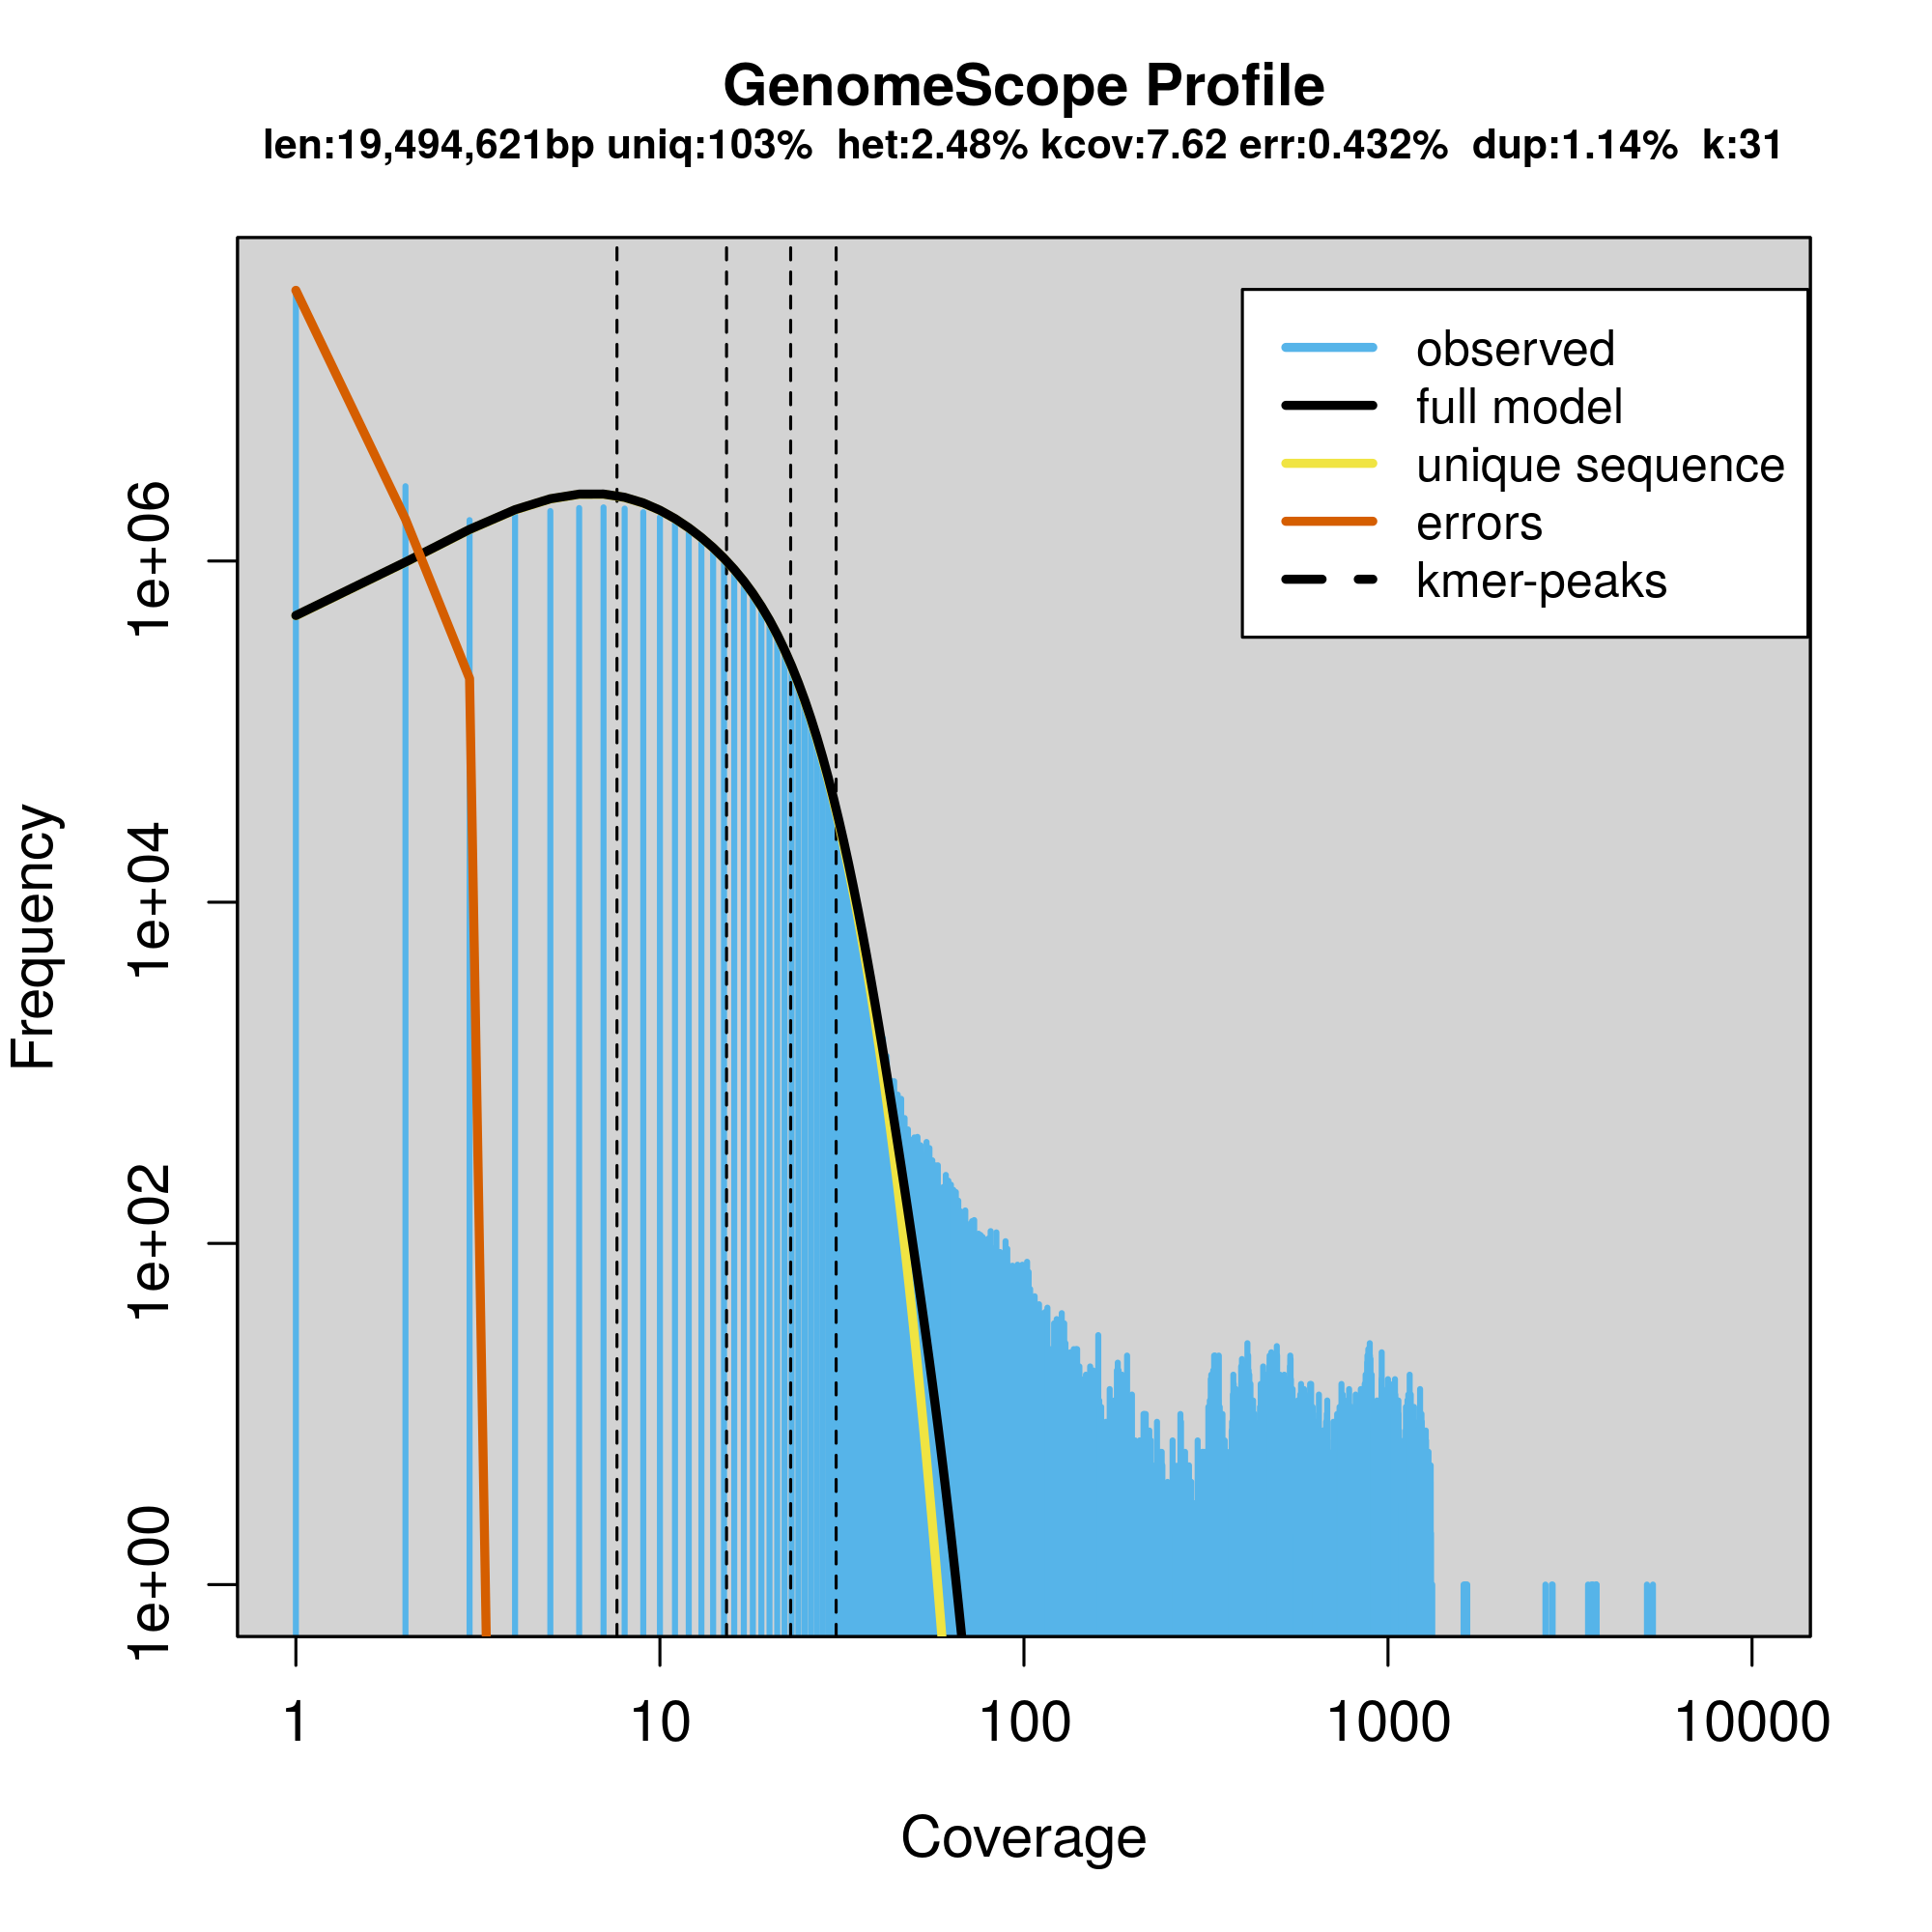 GenomeScope Profile
len:19,494,621bp uniq:103% het:2.48% kcov:7.62 err:0.432% dup:1.14% k:31
observed
full model
unique sequence
errors
kmer-peaks
Frequency
1e+06
1e+04
1e+02
1e+00
1 10 100 1000 10000
Coverage